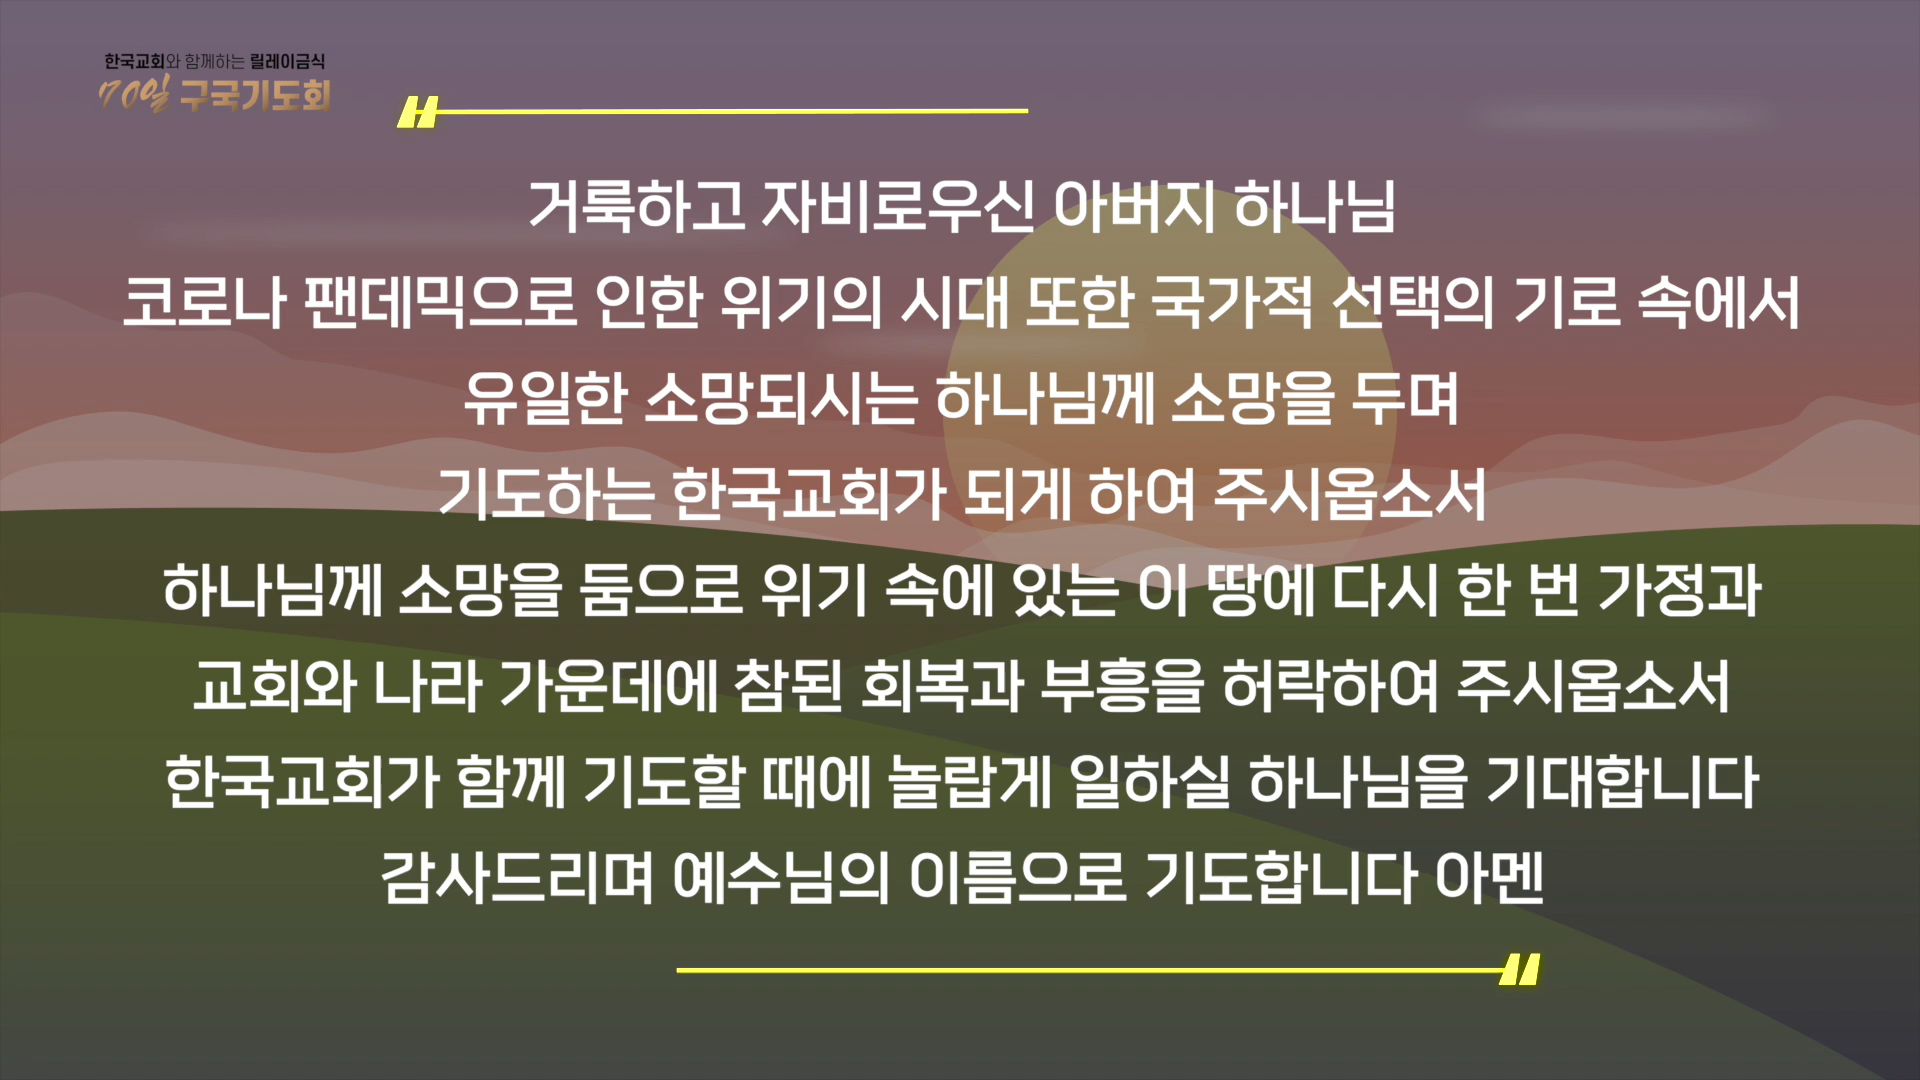 한국교회와 함께하는 릴레이금식
70일 구국기도회
거룩하고 자비로우신 아버지 하나님
코로나 팬데믹으로 인한 위기의 시대 또한 국가적 선택의 기로 속에서
유일한 소망되시는 하나님께 소망을 두며
기도하는 한국교회가 되게 하여 주시옵소서
하나님께 소망을 둠으로 위기 속에 있는 이 땅에 다시 한 번 가정과
교회와 나라 가운데에 참된 회복과 부흥을 허락하여 주시옵소서
한국교회가 함께 기도할 때에 놀랍게 일하실 하나님을 기대합니다
감사드리며 예수님의 이름으로 기도합니다 아멘